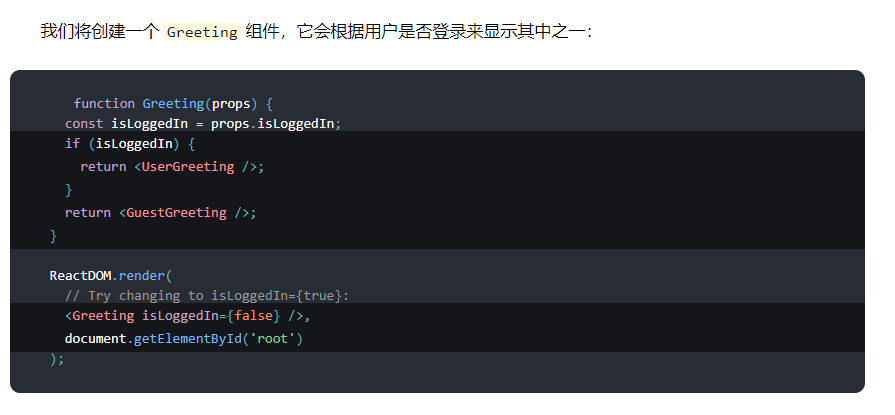 我们将创建一个 Greeting 组件，它会根据用户是否登录来显示其中之一：
function Greeting(props) {
const isLoggedIn = props.isLoggedIn;
if (isLoggedIn) {
return <UserGreeting />;
}
return <GuestGreeting />;
}
ReactDOM.render(
// Try changing to isLoggedIn={true}:
<Greeting isLoggedIn={false} />,
document.getElementById('root')
);